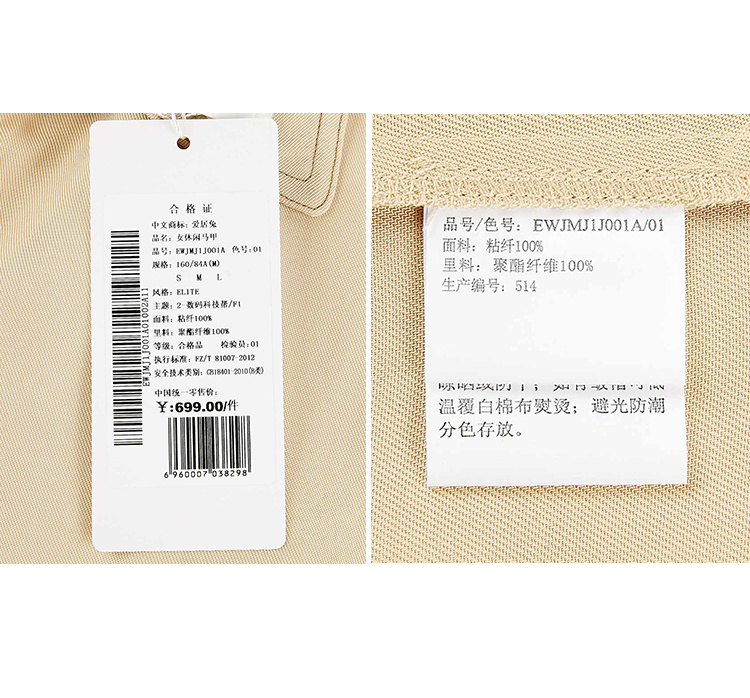 合格证
中文商标: 爱居兔
品名: 女休闲马甲
品号: EWJMJ1J001A 色号:01
规格: 160/84A(M)
S M L
风格: ELITE
主题: 2-数码科技帮/F1
面料: 粘纤100%
里料: 聚酯纤维100%
等级: 合格品 检验员:01
执行标准: FZ/T 81007-2012
安全技术类别: GB18401-2010(B类)
中国统一零售价:
¥:699.00/件
6960007038298
EWJMJ1J001A01002A11
品号/色号: EWJMJ1J001A/01
面料: 粘纤100%
里料: 聚酯纤维100%
生产编号: 514
温覆白棉布熨烫; 避光防潮
分色存放。